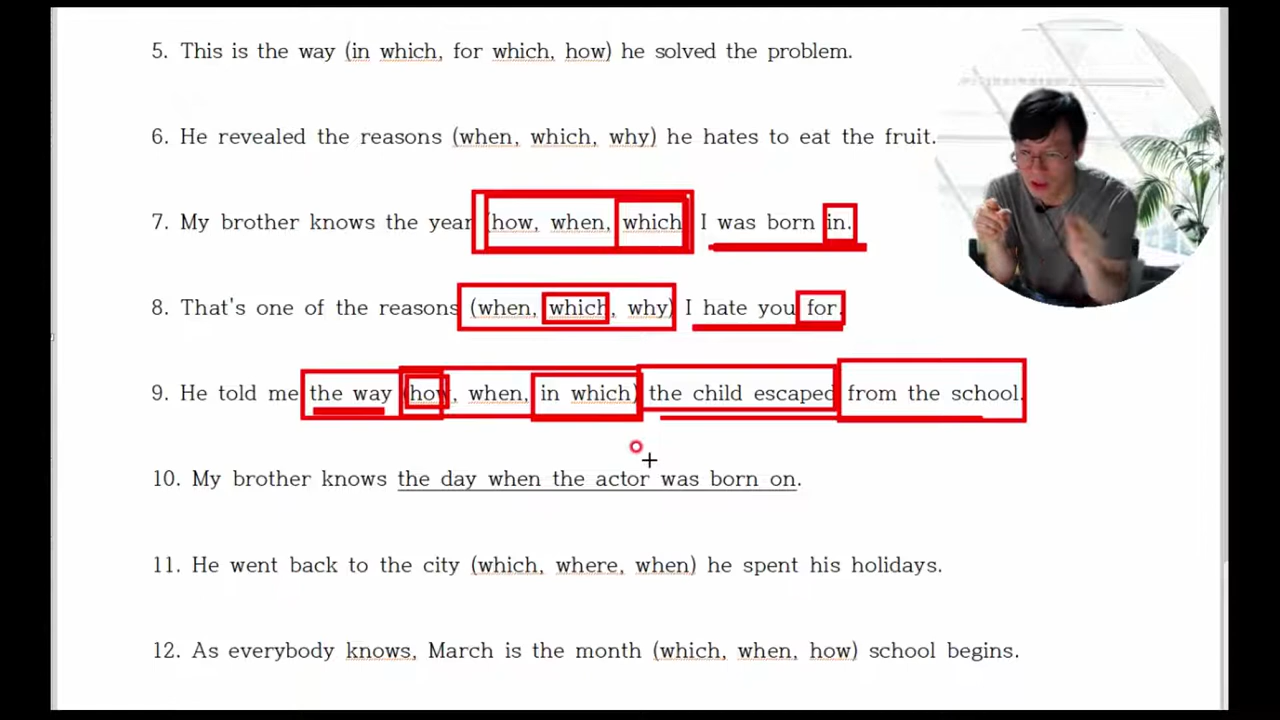 5. This is the way (in which, for which, how) he solved the problem.
6. He revealed the reasons (when, which, why) he hates to eat the fruit.
7. My brother knows the year (how, when, which) I was born in.
8. That's one of the reasons (when, which, why) I hate you for.
9. He told me the way (how, when, in which) the child escaped from the school.
10. My brother knows the day when the actor was born on.
11. He went back to the city (which, where, when) he spent his holidays.
12. As everybody knows, March is the month (which, when, how) school begins.